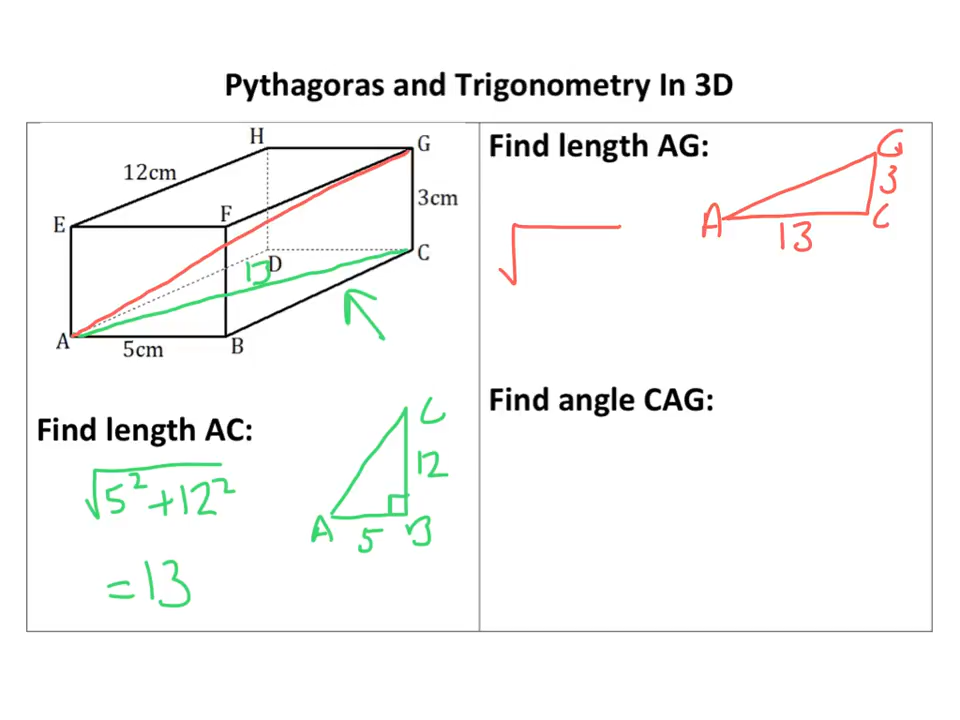 Pythagoras and Trigonometry In 3D
H
G
12cm
E
F
3cm
D
C
13
A
5cm
B
Find length AC:
√5²+12²
=13
C
12
A
5
B
Find length AG:
G
3
A
C
13
√
Find angle CAG: